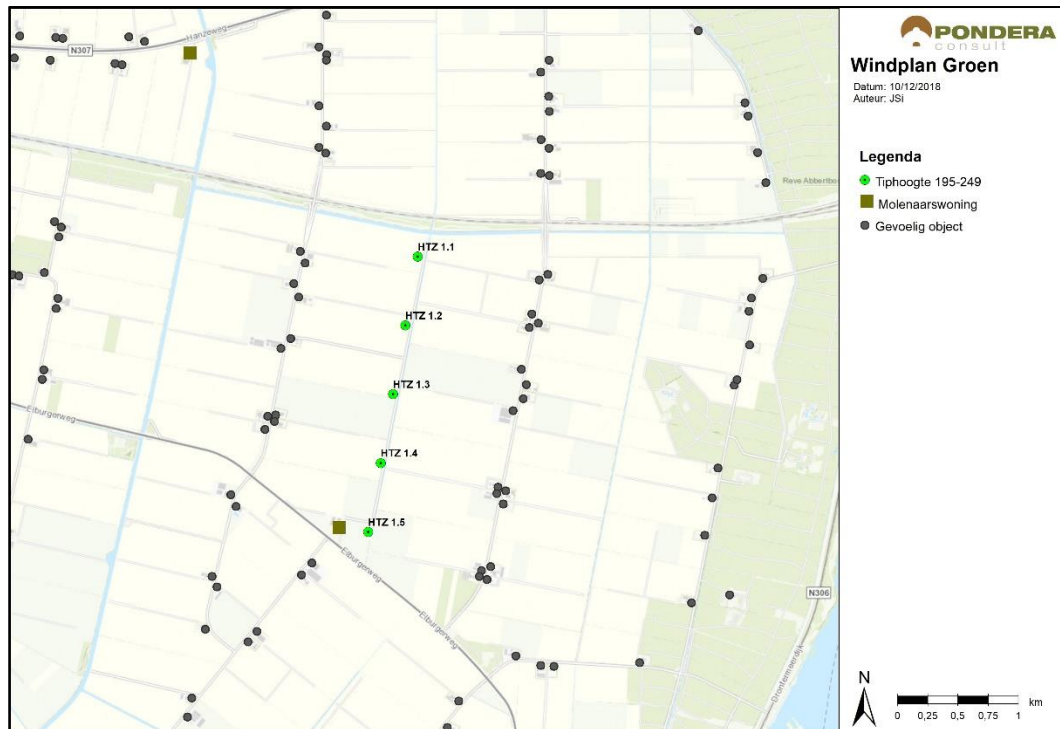 Hanzeweg
N307
Reve Abbertbos
HTZ 1.1
HTZ 1.2
HTZ 1.3
Elburgerweg
HTZ 1.4
HTZ 1.5
Elburgerweg
Elburgerweg
N306
Drontermeerdijk
PONDERA
consult
Windplan Groen
Datum: 10/12/2018
Auteur: JSi
Legenda
Tiphoogte 195-249
Molenaarswoning
Gevoelig object
N
km
0 0,25 0,5 0,75 1